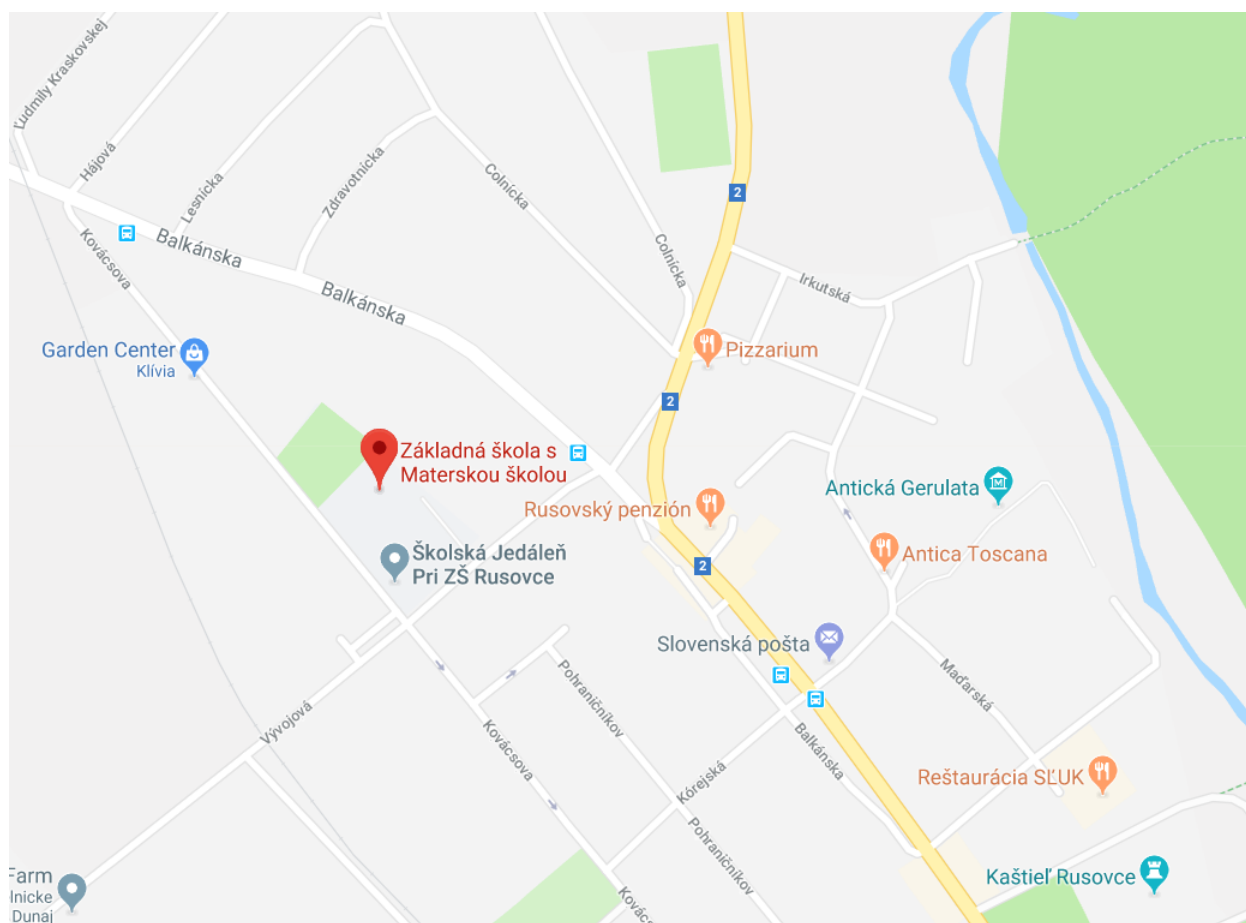 Ľudmily Kraskovskej
Hájová
Lesnícka
Zdravotnícka
Colnícka
Colnícka
2
Kovácsova
Balkánska
Balkánska
Irkutská
Garden Center
Klívia
Pizzarium
2
Základná škola s
Materskou školou
Antická Gerulata
Rusovský penzión
Školská Jedáleň
Pri ZŠ Rusovce
2
Antica Toscana
Slovenská pošta
Maďarská
Vývojová
Pohraničníkov
Kovácsova
Balkánska
Kórejská
Reštaurácia SĽUK
Pohraničníkov
Kaštieľ Rusovce
Farm
lnicke
Dunaj
Kovács